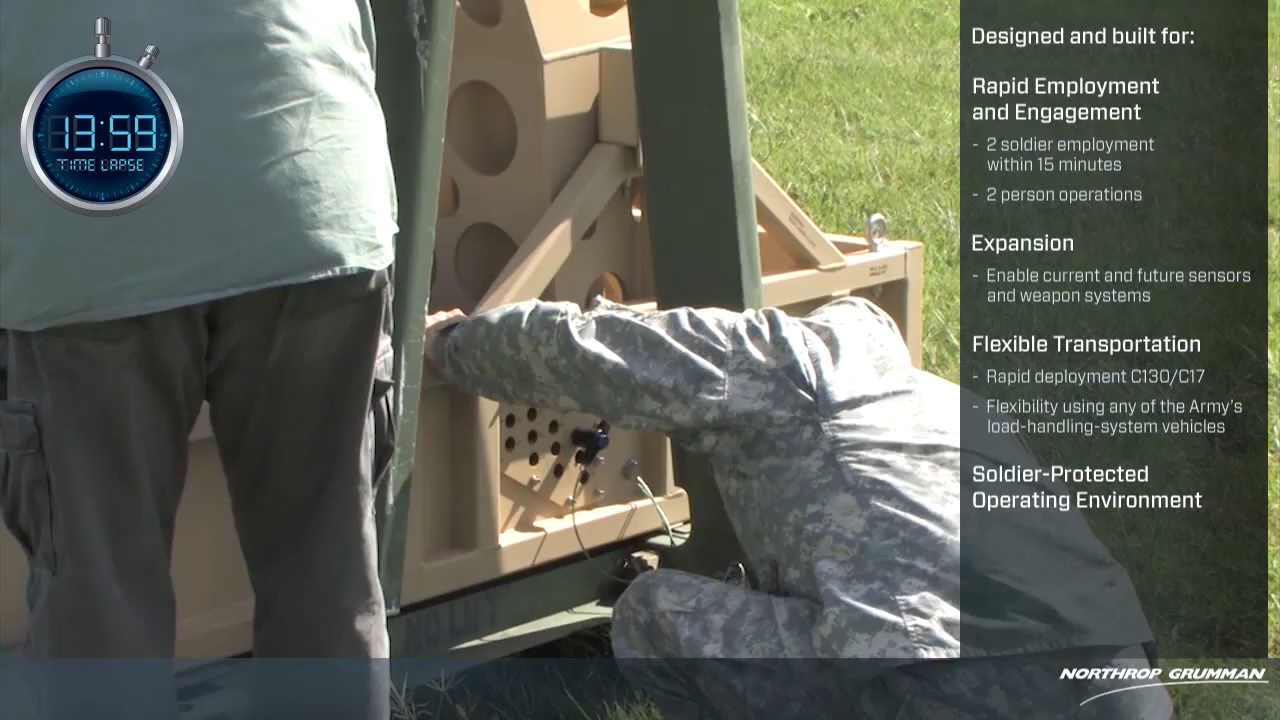 13:59
TIME LAPSE
Designed and built for:
Rapid Employment
and Engagement
- 2 soldier employment
within 15 minutes
- 2 person operations
Expansion
- Enable current and future sensors
and weapon systems
Flexible Transportation
- Rapid deployment C130/C17
- Flexibility using any of the Army's
load-handling-system vehicles
Soldier-Protected
Operating Environment
NORTHROP GRUMMAN